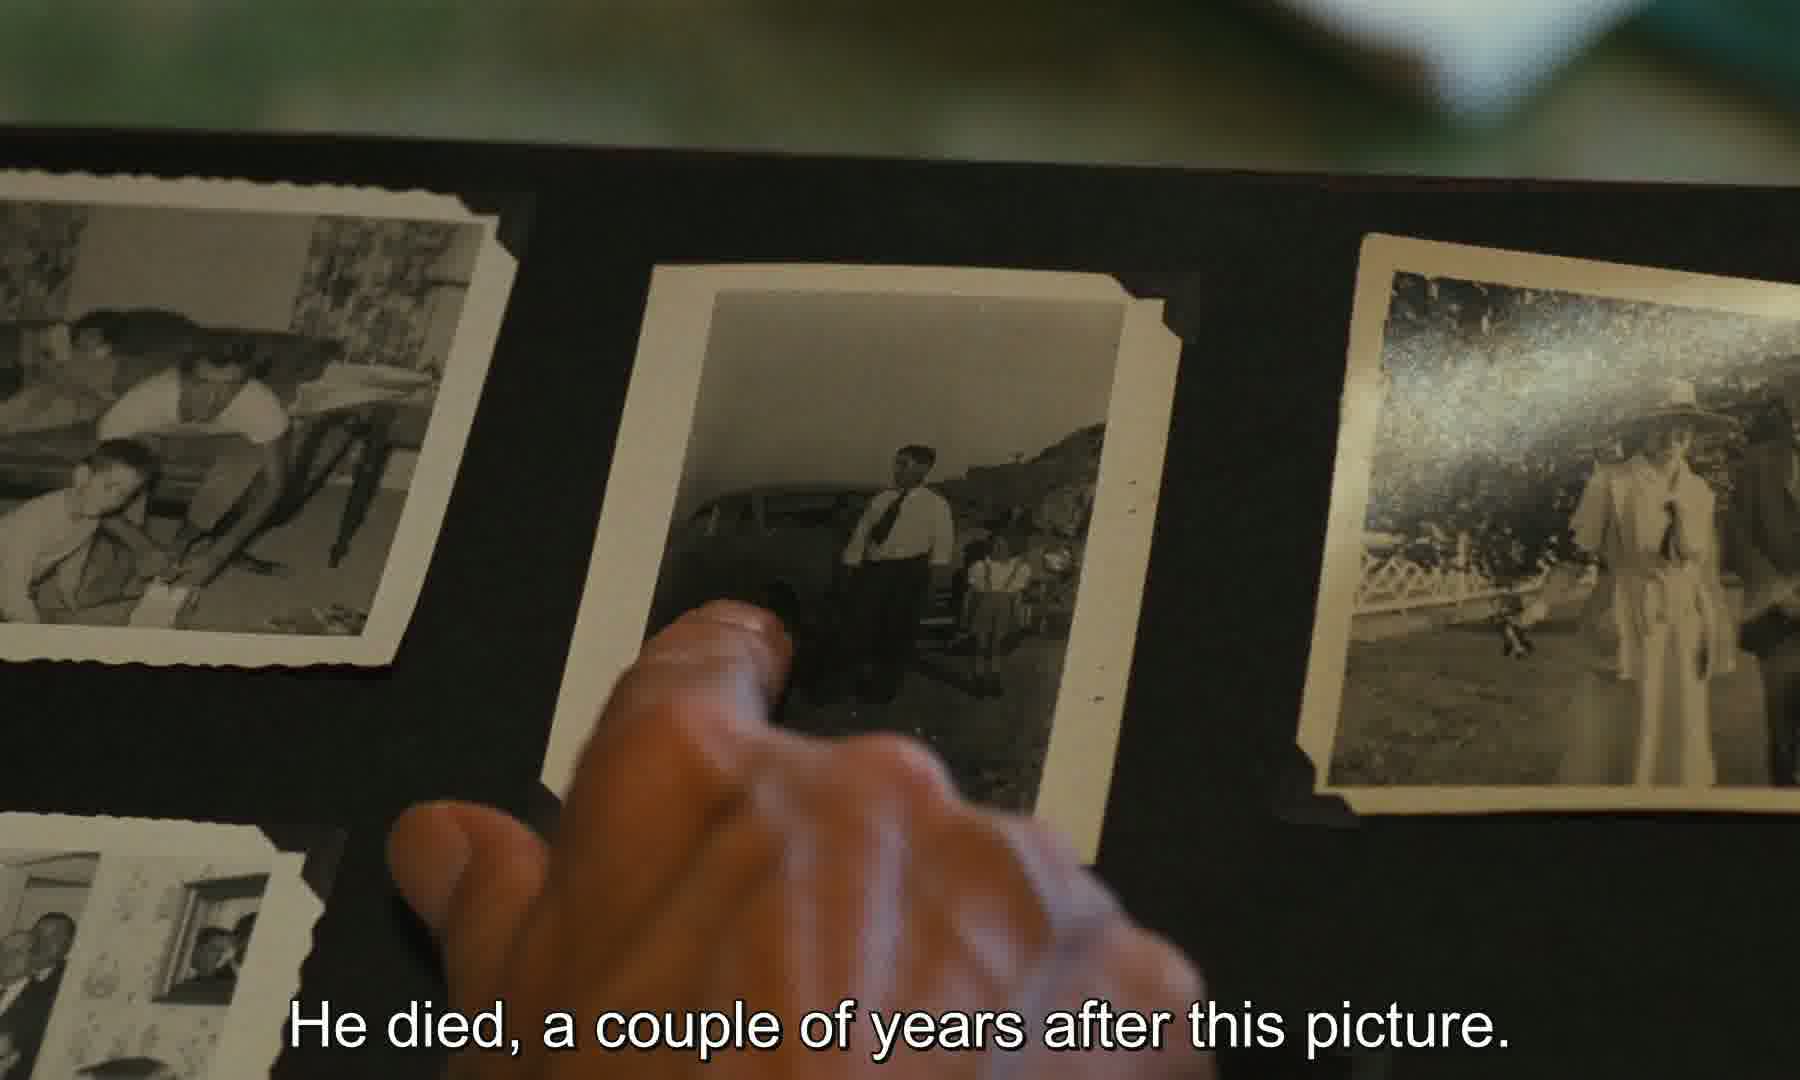 He died, a couple of years after this picture.